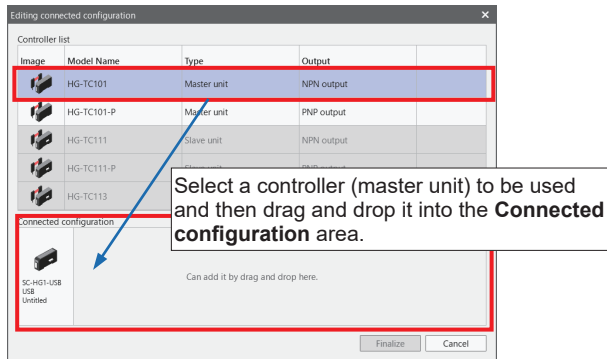 Editing connected configuration
Controller list
Image Model Name Type Output
HG-TC101 Master unit NPN output
HG-TC101-P Master unit PNP output
HG-TC111 Slave unit NPN output
HG-TC111-P
HG-TC113
Select a controller (master unit) to be used
and then drag and drop it into the Connected
configuration area.
Connected configuration
Can add it by drag and drop here.
SC-HG1-USB
USB
Untitled
Finalize Cancel